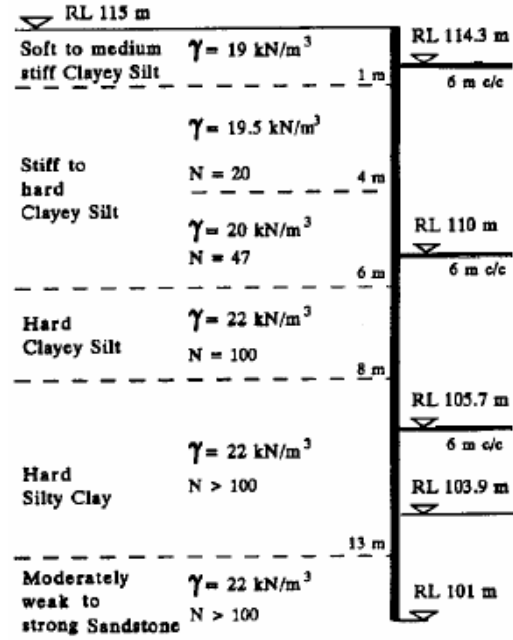 RL 115 m
Soft to medium
stiff Clayey Silt
γ = 19 kN/m³
1 m
RL 114.3 m
6 m c/c
γ = 19.5 kN/m³
Stiff to
hard
Clayey Silt
N = 20
4 m
γ = 20 kN/m³
N = 47
RL 110 m
6 m c/c
6 m
Hard
Clayey Silt
γ = 22 kN/m³
N = 100
8 m
RL 105.7 m
6 m c/c
Hard
Silty Clay
γ = 22 kN/m³
N > 100
RL 103.9 m
13 m
Moderately
weak to
strong Sandstone
γ = 22 kN/m³
N > 100
RL 101 m